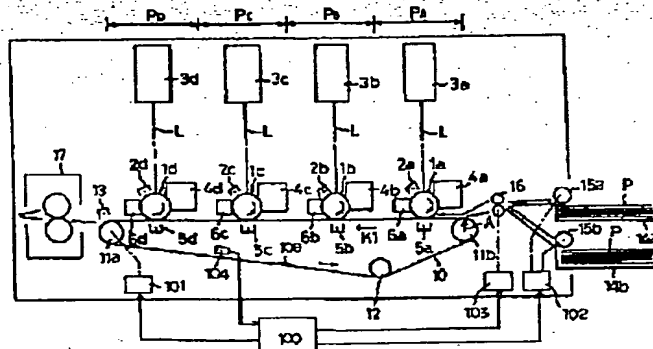 PD PC PB PA
3d 3c 3b 3a
L L L L
2d 1d 2c 1c 2b 1b 2a 1a
17 13 4d 4c 4b 4a 16 15a P
6d 5d 6c 5c 6b K1 5b 6a 5a A 15b P
11a 104 108 12 10 11b 14b
101 103 102
100